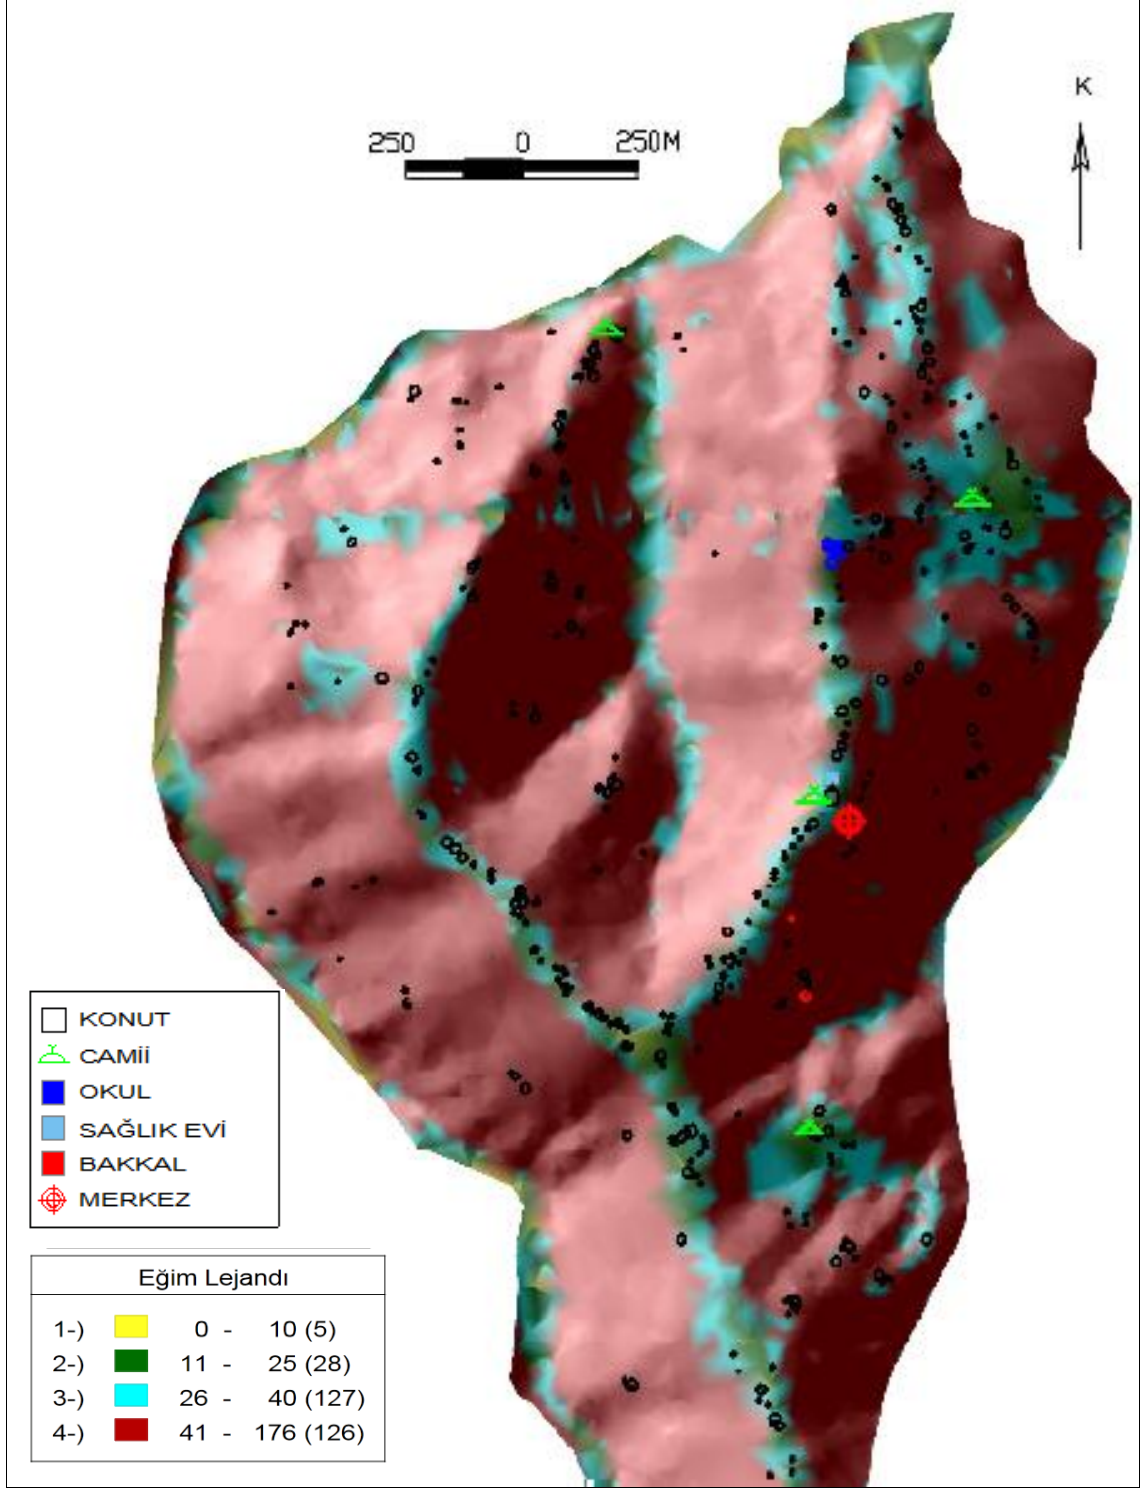 K
250 0 250M
KONUT
CAMİİ
OKUL
SAĞLIK EVİ
BAKKAL
MERKEZ
Eğim Lejandı
1-) 0 - 10 (5)
2-) 11 - 25 (28)
3-) 26 - 40 (127)
4-) 41 - 176 (126)